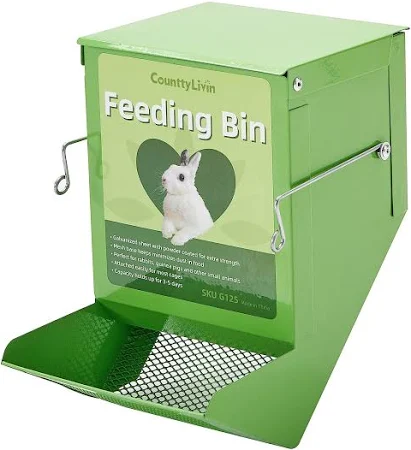 CounttyLivin
Feeding Bin
• Galvanized sheet with powder coated for extra strength
• Mesh base keeps minimizes dust in food
• Perfect for rabbits, guinea pigs and other small animals
• Attached easily for most cages
• Capacity holds up for 3-5 days
SKU G125